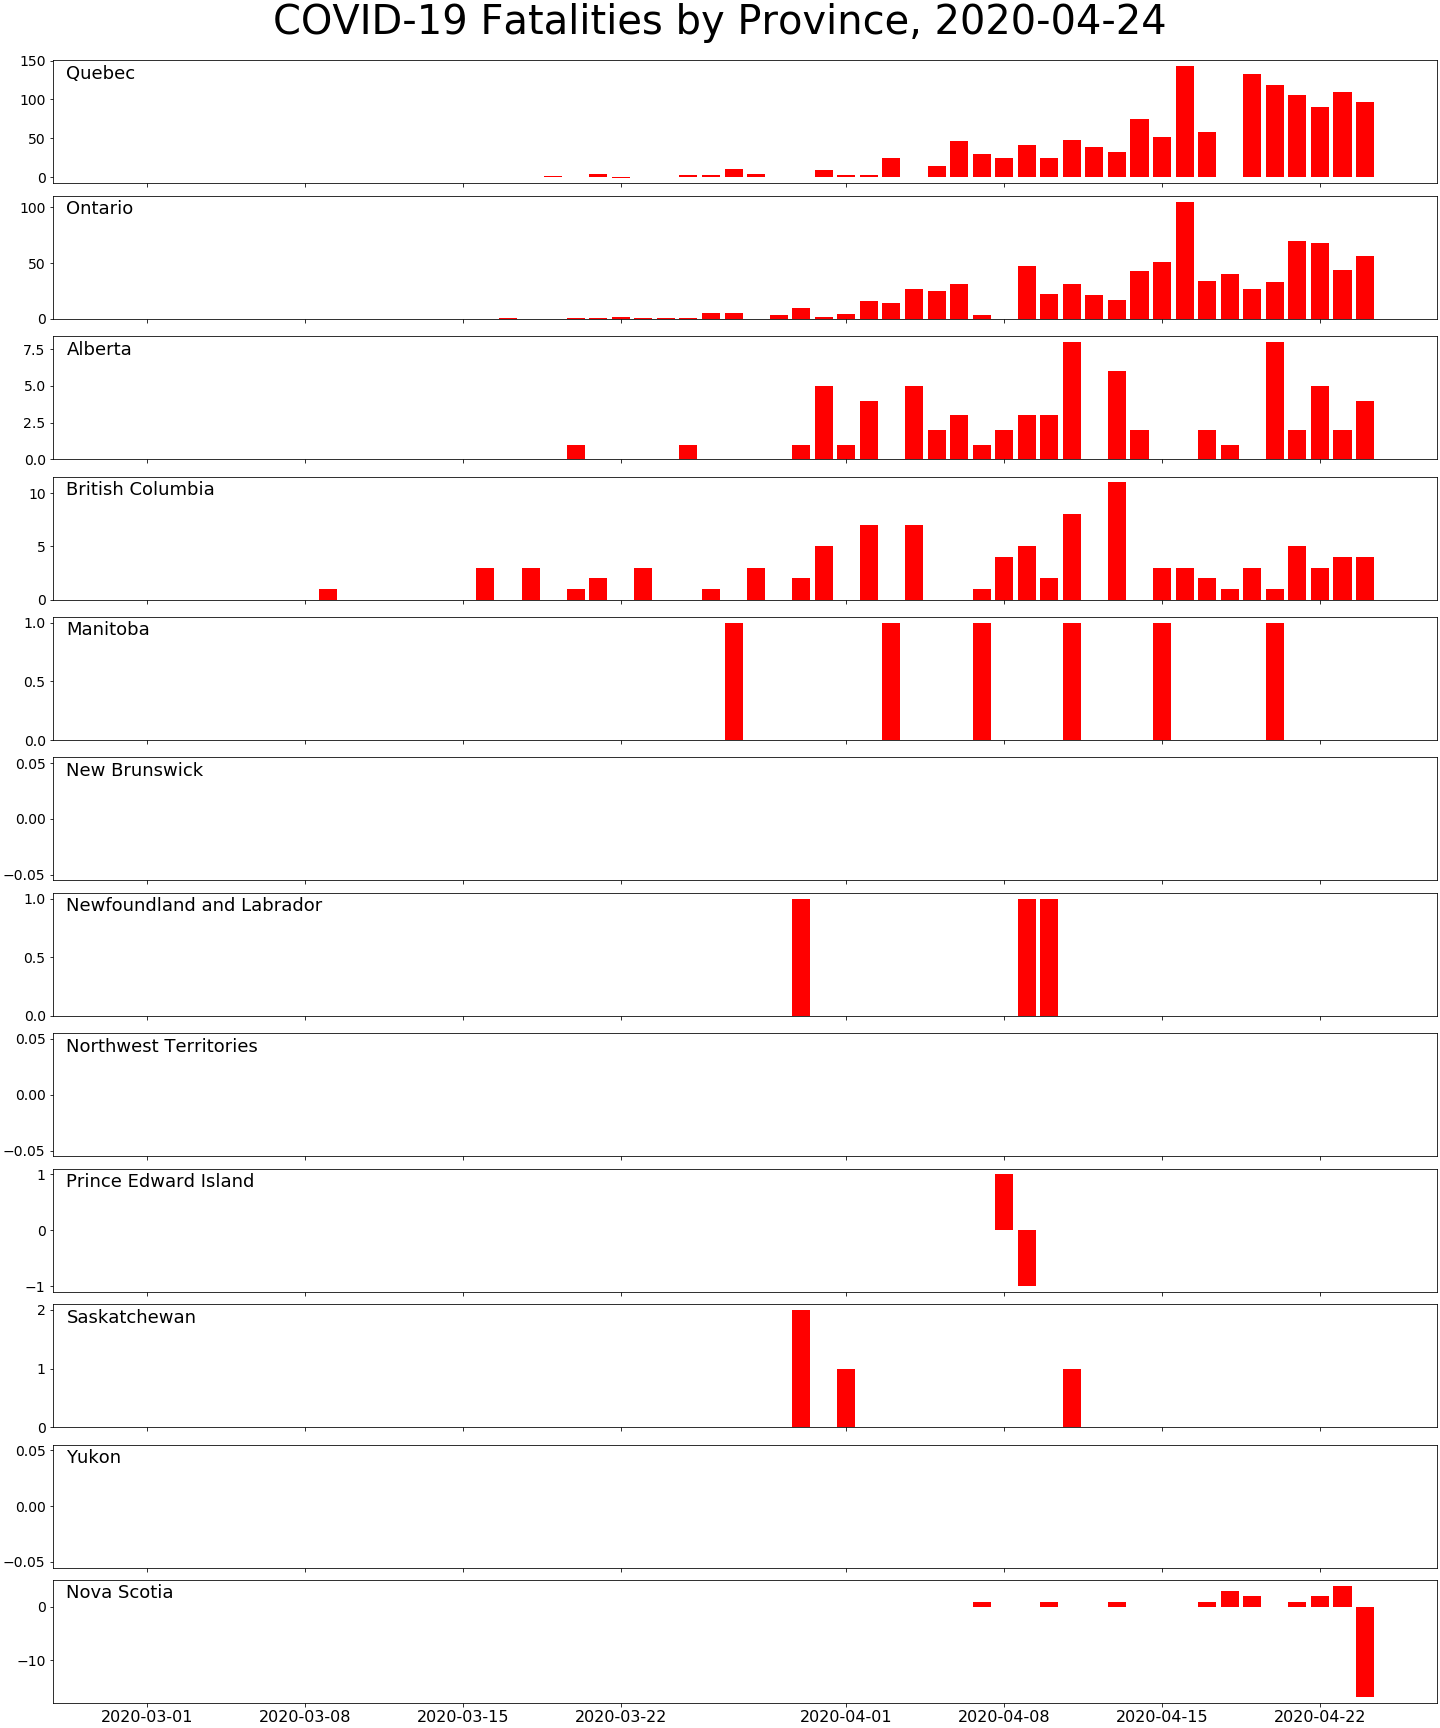 COVID-19 Fatalities by Province, 2020-04-24
150
Quebec
100
50
0
100
Ontario
50
0
7.5
Alberta
5.0
2.5
0.0
British Columbia
10
5
0
1.0
Manitoba
0.5
0.0
0.05
New Brunswick
0.00
−0.05
1.0
Newfoundland and Labrador
0.5
0.0
0.05
Northwest Territories
0.00
−0.05
1
Prince Edward Island
0
−1
2
Saskatchewan
1
0
0.05
Yukon
0.00
−0.05
Nova Scotia
0
−10
2020-03-01 2020-03-08 2020-03-15 2020-03-22 2020-04-01 2020-04-08 2020-04-15 2020-04-22